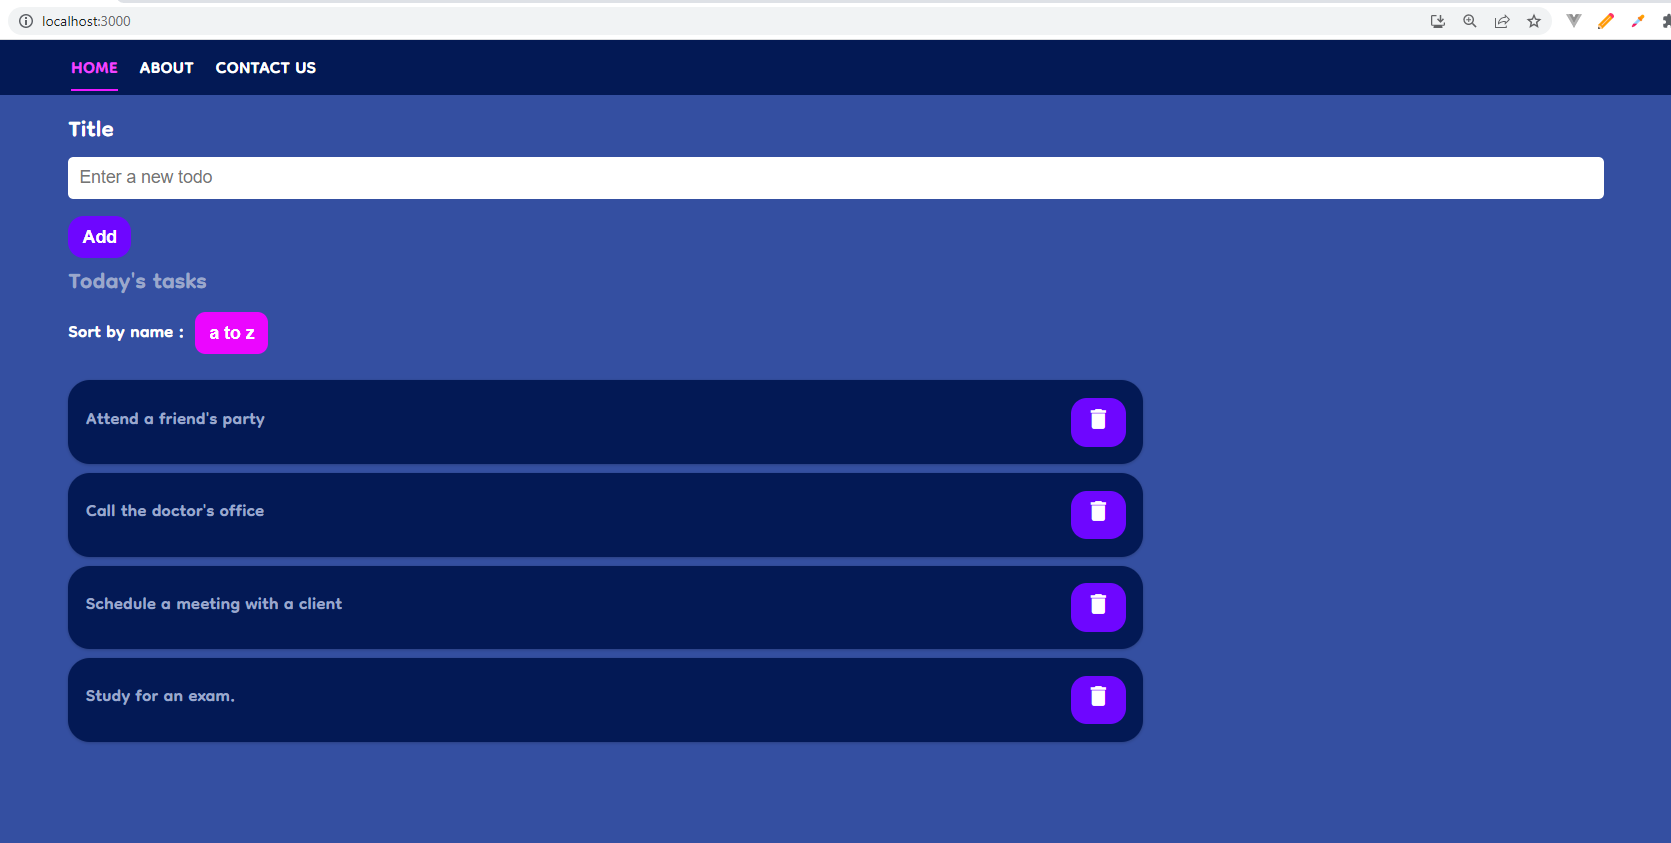 localhost:3000
HOME ABOUT CONTACT US
Title
Enter a new todo
Add
Today's tasks
Sort by name : a to z
Attend a friend's party
Call the doctor's office
Schedule a meeting with a client
Study for an exam.